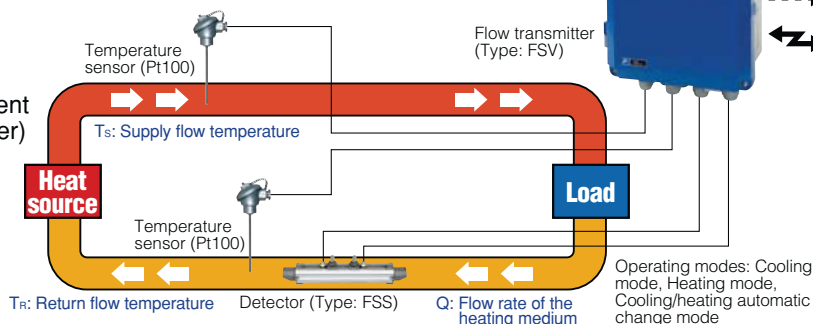 Temperature
sensor (Pt100)
Flow transmitter
(Type: FSV)
Ts: Supply flow temperature
Heat
source
Load
Temperature
sensor (Pt100)
TR: Return flow temperature
Detector (Type: FSS)
Q: Flow rate of the
heating medium
Operating modes: Cooling
mode, Heating mode,
Cooling/heating automatic
change mode